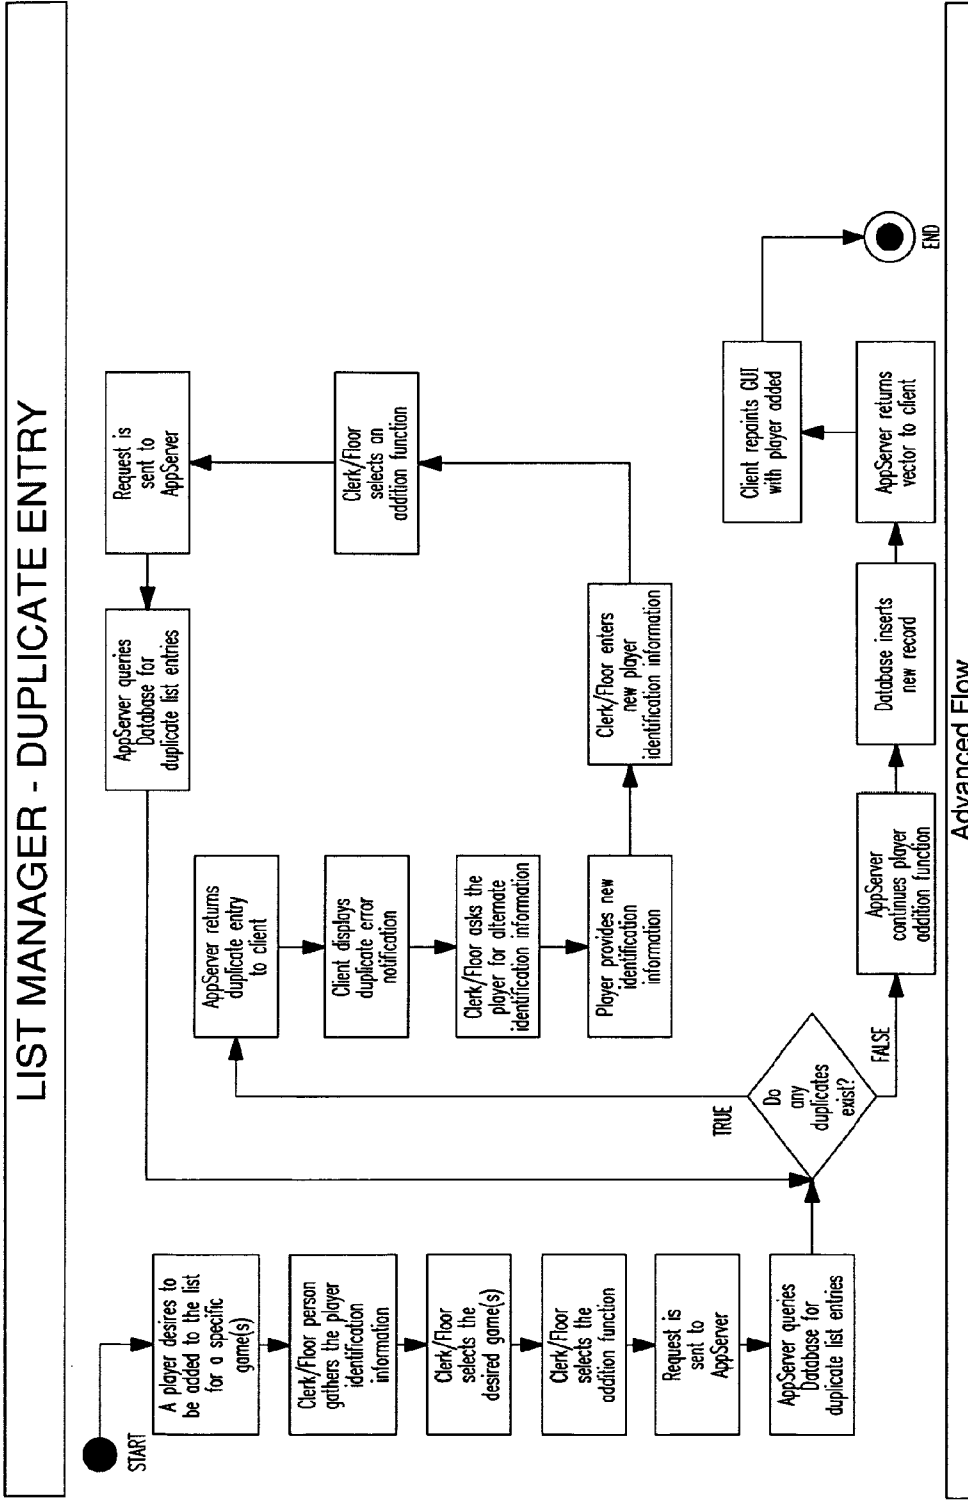 LIST MANAGER - DUPLICATE ENTRY
START
A player desires to
be added to the list
for a specific
game(s)
Clerk/Floor person
gathers the player
identification
information
Clerk/Floor
selects the
desired game(s)
Clerk/Floor
selects the
addition function
Request is
sent to
AppServer
AppServer queries
Database for
duplicate list entries
Do
any
duplicates
exist?
TRUE
AppServer returns
duplicate entry
to client
Client displays
duplicate error
notification
Clerk/Floor asks the
player for alternate
identification information
Player provides new
identification
information
Clerk/Floor enters
new player
identification information
Clerk/Floor
selects an
addition function
Request is
sent to
AppServer
AppServer queries
Database for
duplicate list entries
FALSE
AppServer
continues player
addition function
Database inserts
new record
AppServer returns
vector to client
Client repaints GUI
with player added
END
Advanced Flow